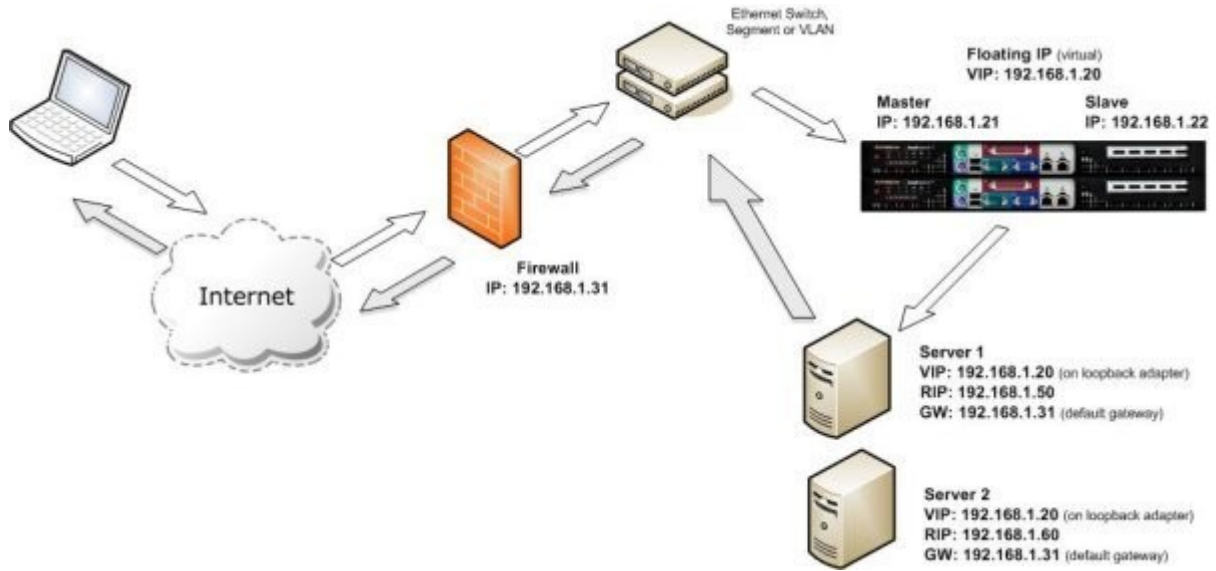 Ethernet Switch,
Segment or VLAN
Floating IP (virtual)
VIP: 192.168.1.20
Master
IP: 192.168.1.21
Slave
IP: 192.168.1.22
Internet
Firewall
IP: 192.168.1.31
Server 1
VIP: 192.168.1.20 (on loopback adapter)
RIP: 192.168.1.50
GW: 192.168.1.31 (default gateway)
Server 2
VIP: 192.168.1.20 (on loopback adapter)
RIP: 192.168.1.60
GW: 192.168.1.31 (default gateway)